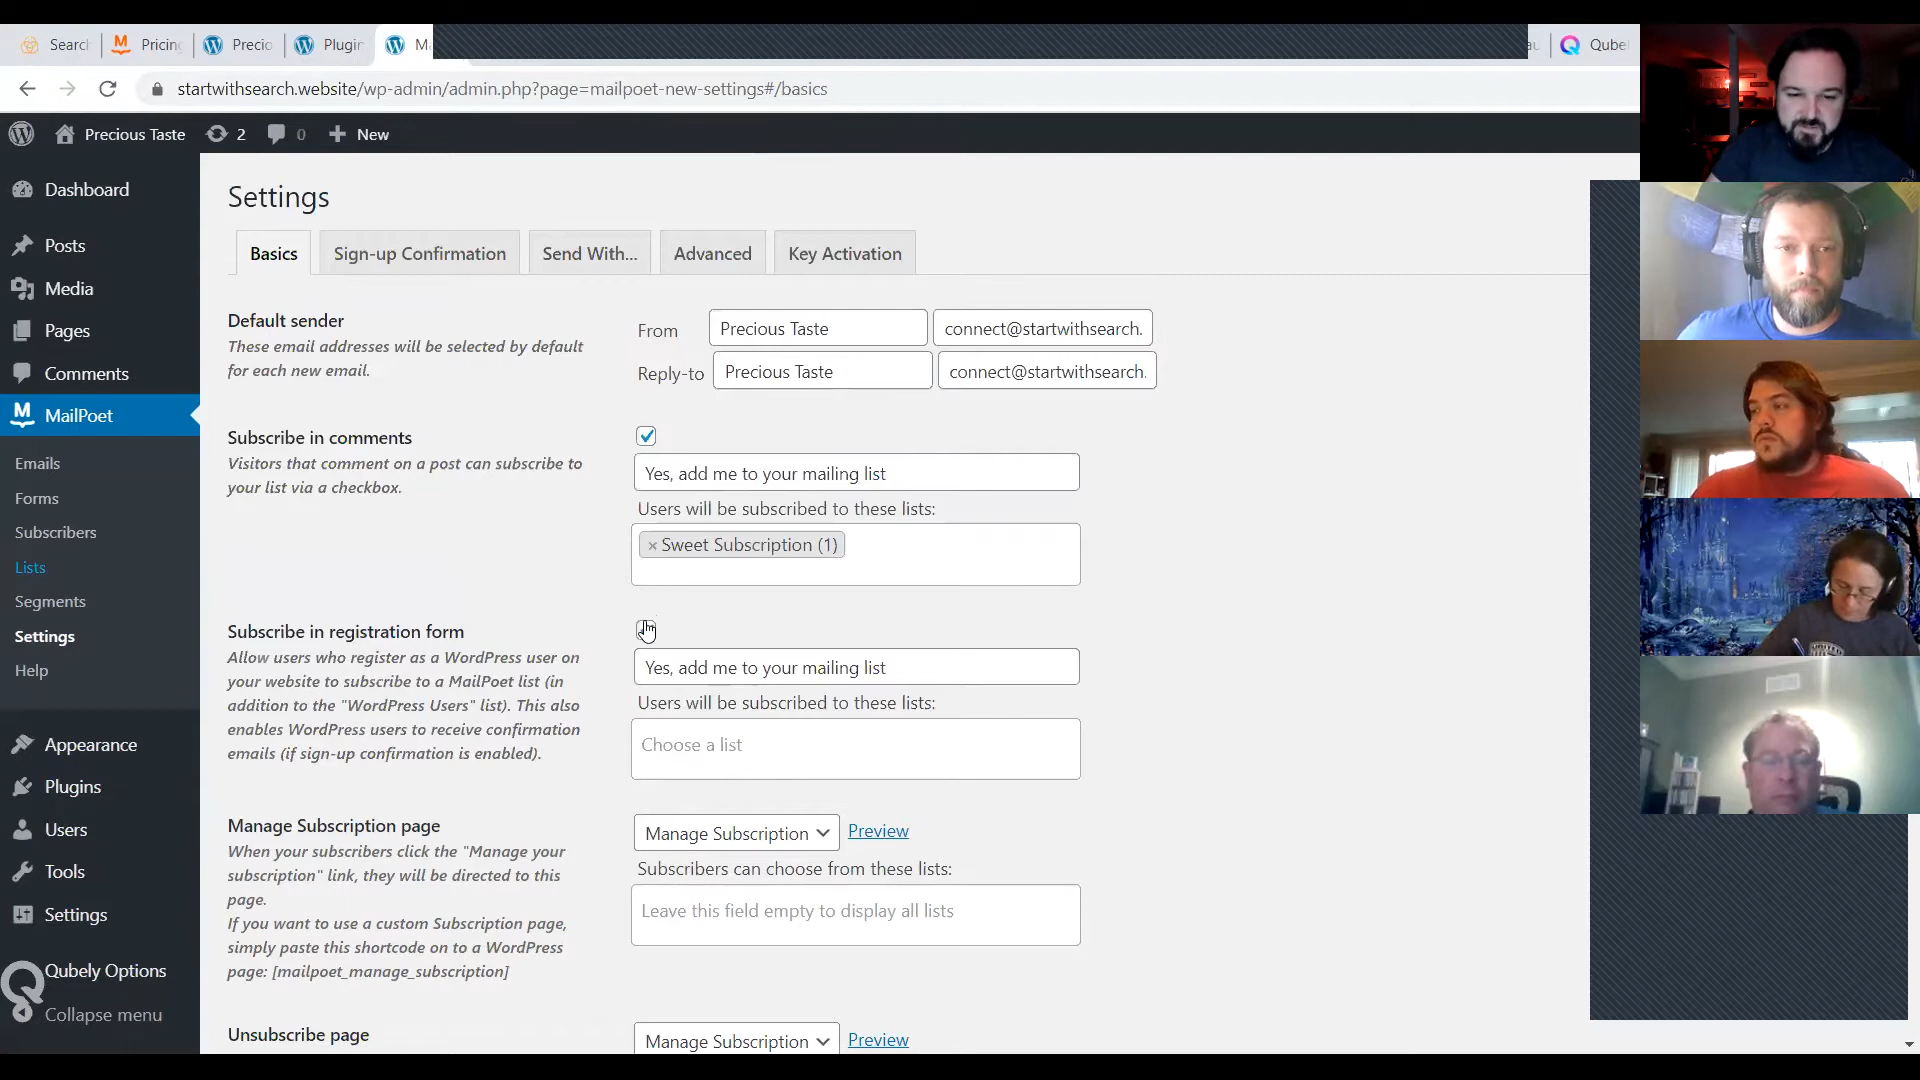 Search
Pricing
Precio
Plugin
M
Qube
startwithsearch.website/wp-admin/admin.php?page=mailpoet-new-settings#/basics
Precious Taste
2
0
New
Dashboard
Posts
Media
Pages
Comments
MailPoet
Emails
Forms
Subscribers
Lists
Segments
Settings
Help
Appearance
Plugins
Users
Tools
Settings
Qubely Options
Collapse menu
Settings
Basics
Sign-up Confirmation
Send With...
Advanced
Key Activation
Default sender
These email addresses will be selected by default
for each new email.
From
Precious Taste
connect@startwithsearch.
Reply-to
Precious Taste
connect@startwithsearch.
Subscribe in comments
Visitors that comment on a post can subscribe to
your list via a checkbox.
Yes, add me to your mailing list
Users will be subscribed to these lists:
× Sweet Subscription (1)
Subscribe in registration form
Allow users who register as a WordPress user on
your website to subscribe to a MailPoet list (in
addition to the "WordPress Users" list). This also
enables WordPress users to receive confirmation
emails (if sign-up confirmation is enabled).
Yes, add me to your mailing list
Users will be subscribed to these lists:
Choose a list
Manage Subscription page
When your subscribers click the "Manage your
subscription" link, they will be directed to this
page.
If you want to use a custom Subscription page,
simply paste this shortcode on to a WordPress
page: [mailpoet_manage_subscription]
Manage Subscription
Preview
Subscribers can choose from these lists:
Leave this field empty to display all lists
Unsubscribe page
Manage Subscription
Preview